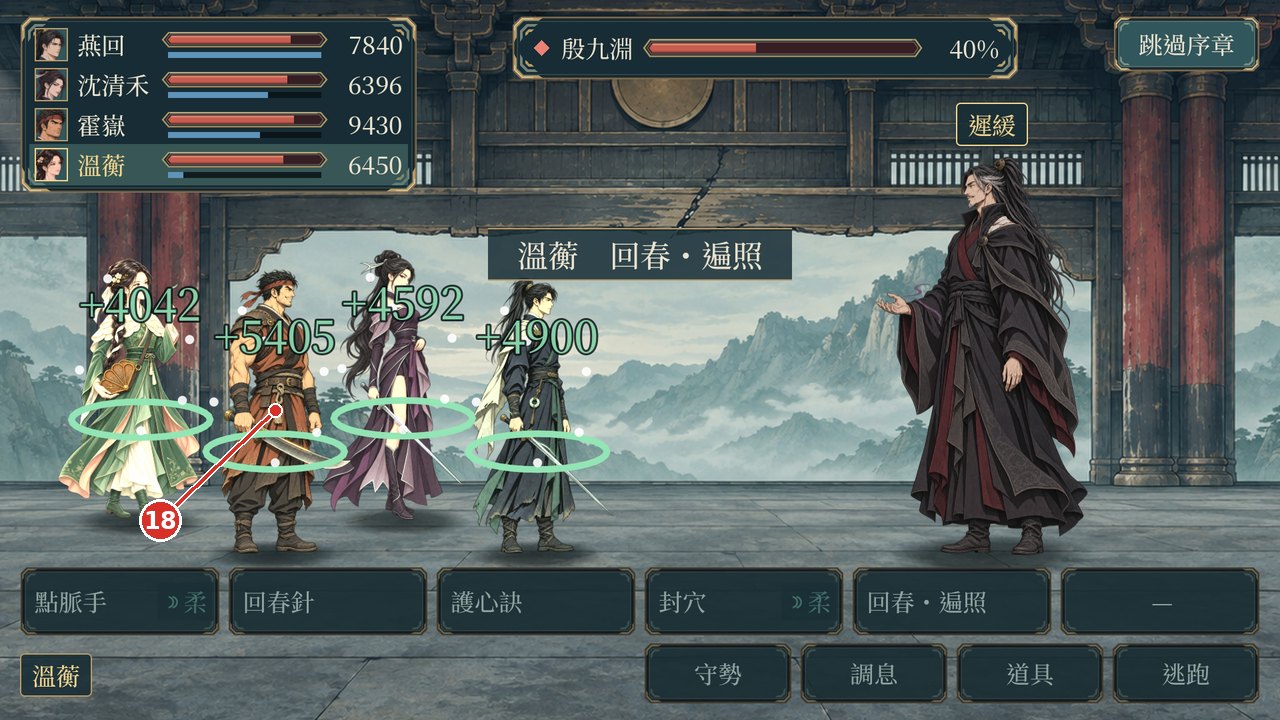 燕回 7840
沈清禾 6396
霍嶽 9430
溫蘅 6450
殷九淵 40%
跳過序章
遲緩
溫蘅 回春・遍照
+4042
+5405
+4592
+4900
18
點脈手 柔
回春針
護心訣
封穴 柔
回春・遍照
—
溫蘅
守勢
調息
道具
逃跑